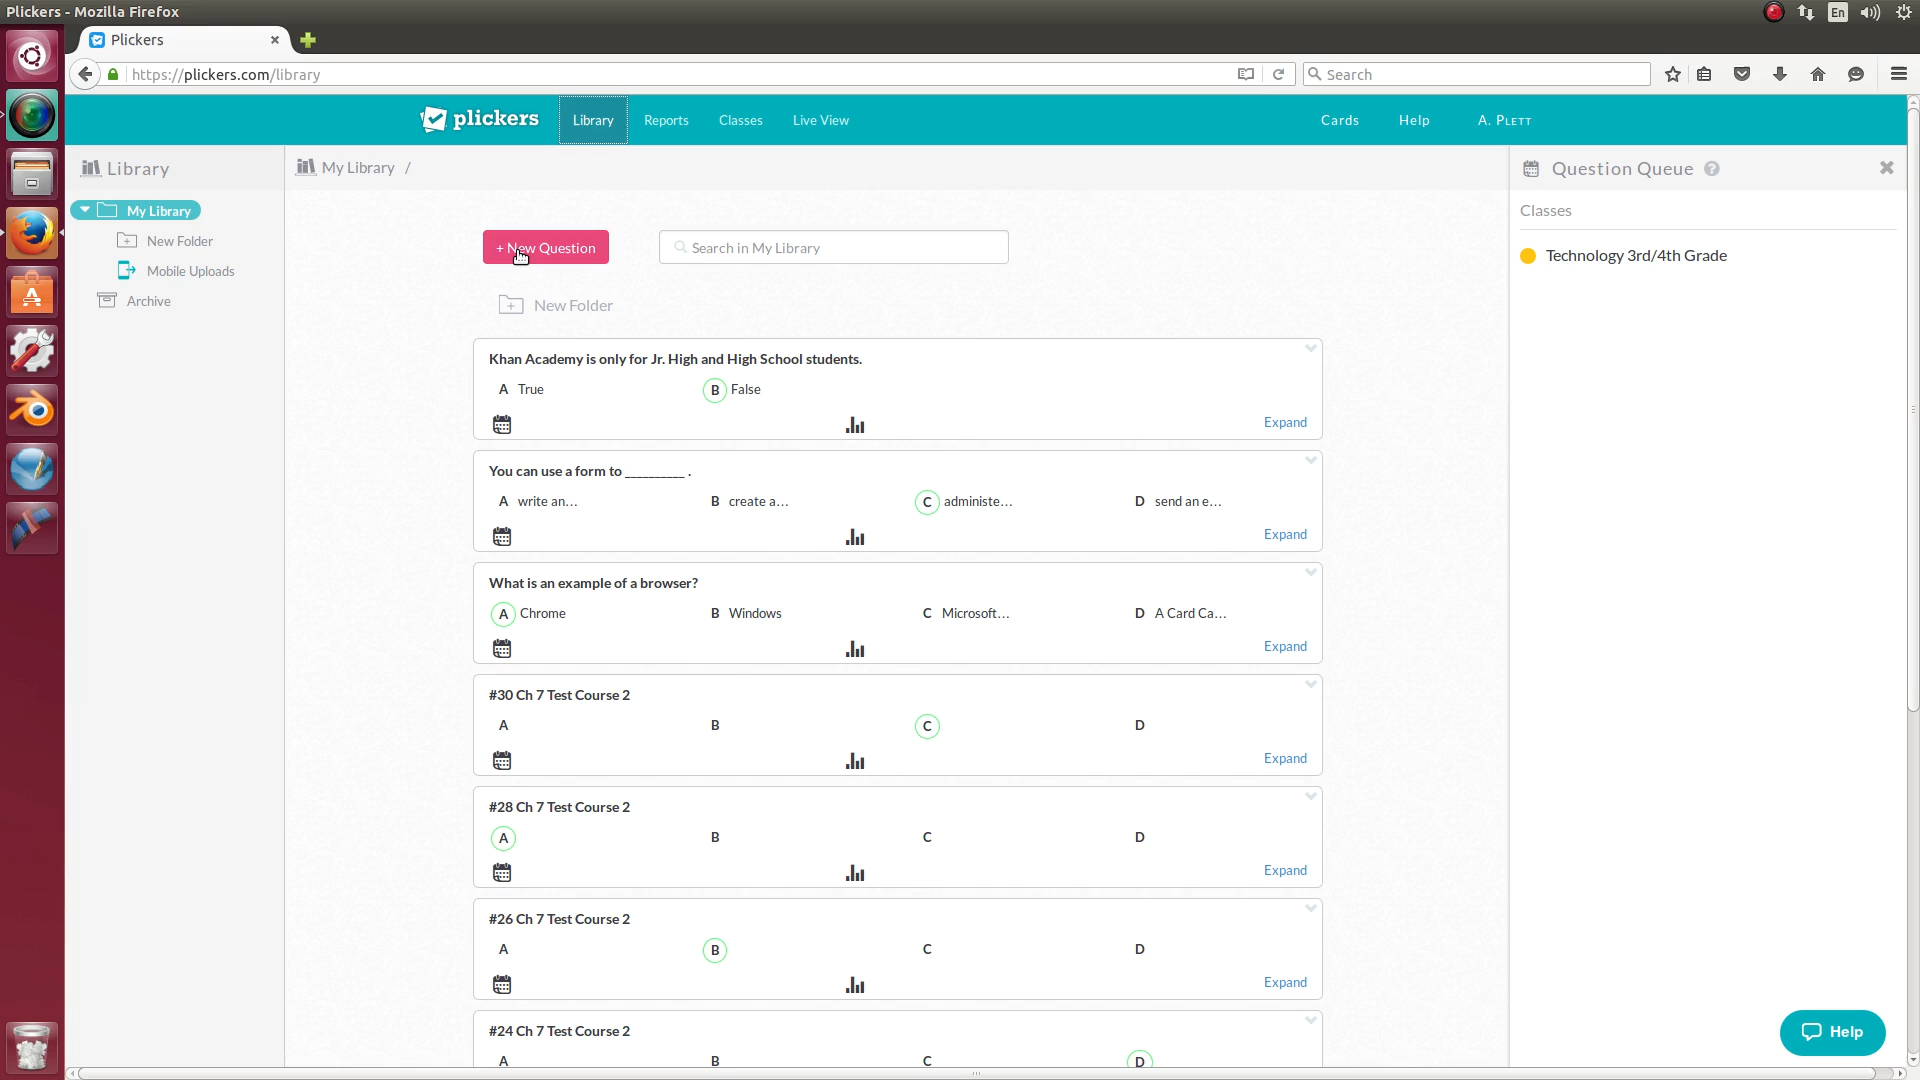 Plickers - Mozilla Firefox
En
Plickers
https://plickers.com/library
Search
plickers
Library
Reports
Classes
Live View
Cards
Help
A. PLETT
Library
My Library /
Question Queue ?
My Library
New Folder
Mobile Uploads
Archive
+ New Question
Search in My Library
New Folder
Classes
Technology 3rd/4th Grade
Khan Academy is only for Jr. High and High School students.
A True
B False
Expand
You can use a form to __________ .
A write an...
B create a...
C administe...
D send an e...
Expand
What is an example of a browser?
A Chrome
B Windows
C Microsoft...
D A Card Ca...
Expand
#30 Ch 7 Test Course 2
A
B
C
D
Expand
#28 Ch 7 Test Course 2
A
B
C
D
Expand
#26 Ch 7 Test Course 2
A
B
C
D
Expand
#24 Ch 7 Test Course 2
A
B
C
D
Help